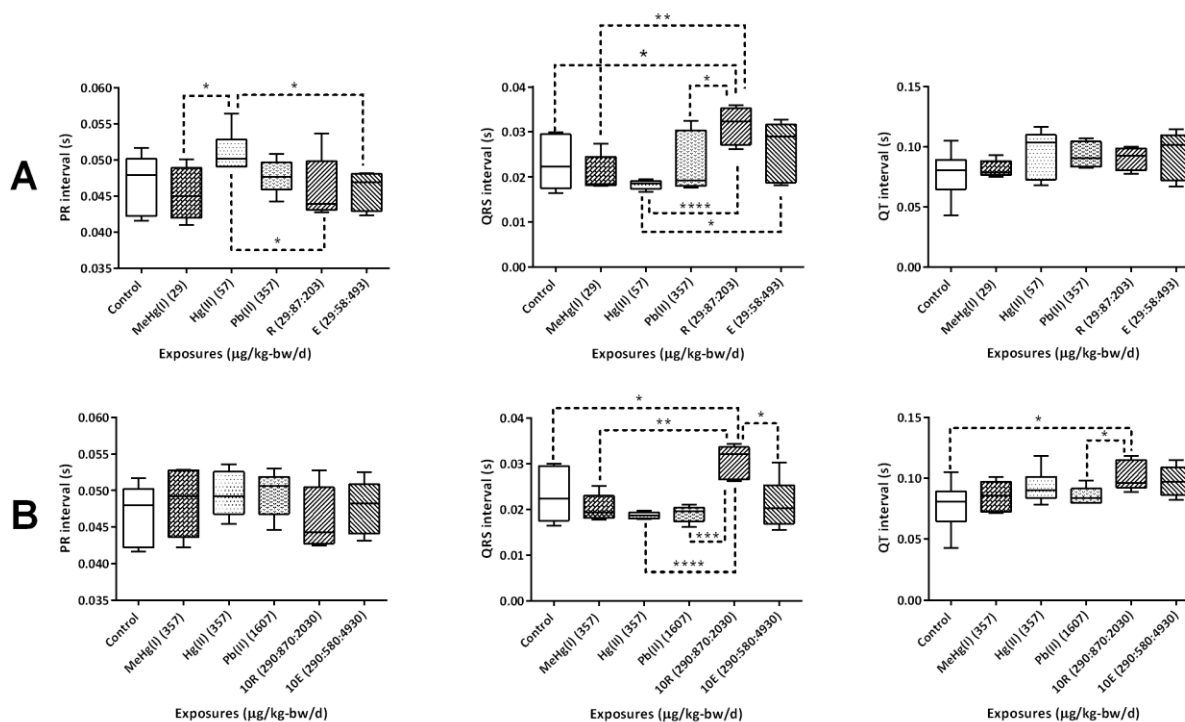 A
PR interval (s)
0.060
0.055
0.050
0.045
0.040
0.035
*
*
*
Control
MeHg(I) (29)
Hg(II) (57)
Pb(II) (357)
R (29:87:203)
E (29:58:493)
Exposures (µg/kg-bw/d)
QRS interval (s)
0.04
0.03
0.02
0.01
0.00
**
*
*
****
*
Control
MeHg(I) (29)
Hg(II) (57)
Pb(II) (357)
R (29:87:203)
E (29:58:493)
Exposures (µg/kg-bw/d)
QT interval (s)
0.15
0.10
0.05
0.00
Control
MeHg(I) (29)
Hg(II) (57)
Pb(II) (357)
R (29:87:203)
E (29:58:493)
Exposures (µg/kg-bw/d)
B
PR interval (s)
0.060
0.055
0.050
0.045
0.040
0.035
Control
MeHg(I) (357)
Hg(II) (357)
Pb(II) (1607)
10R (290:870:2030)
10E (290:580:4930)
Exposures (µg/kg-bw/d)
QRS interval (s)
0.04
0.03
0.02
0.01
0.00
*
**
*
***
****
Control
MeHg(I) (357)
Hg(II) (357)
Pb(II) (1607)
10R (290:870:2030)
10E (290:580:4930)
Exposures (µg/kg-bw/d)
QT interval (s)
0.15
0.10
0.05
0.00
*
*
Control
MeHg(I) (357)
Hg(II) (357)
Pb(II) (1607)
10R (290:870:2030)
10E (290:580:4930)
Exposures (µg/kg-bw/d)